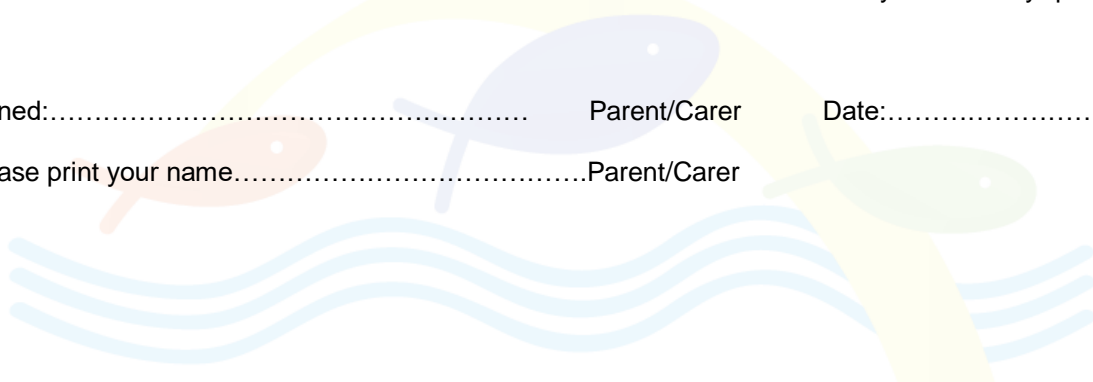 ned:………………………………………………… Parent/Carer Date:……………………
ase print your name…………………………………….Parent/Carer